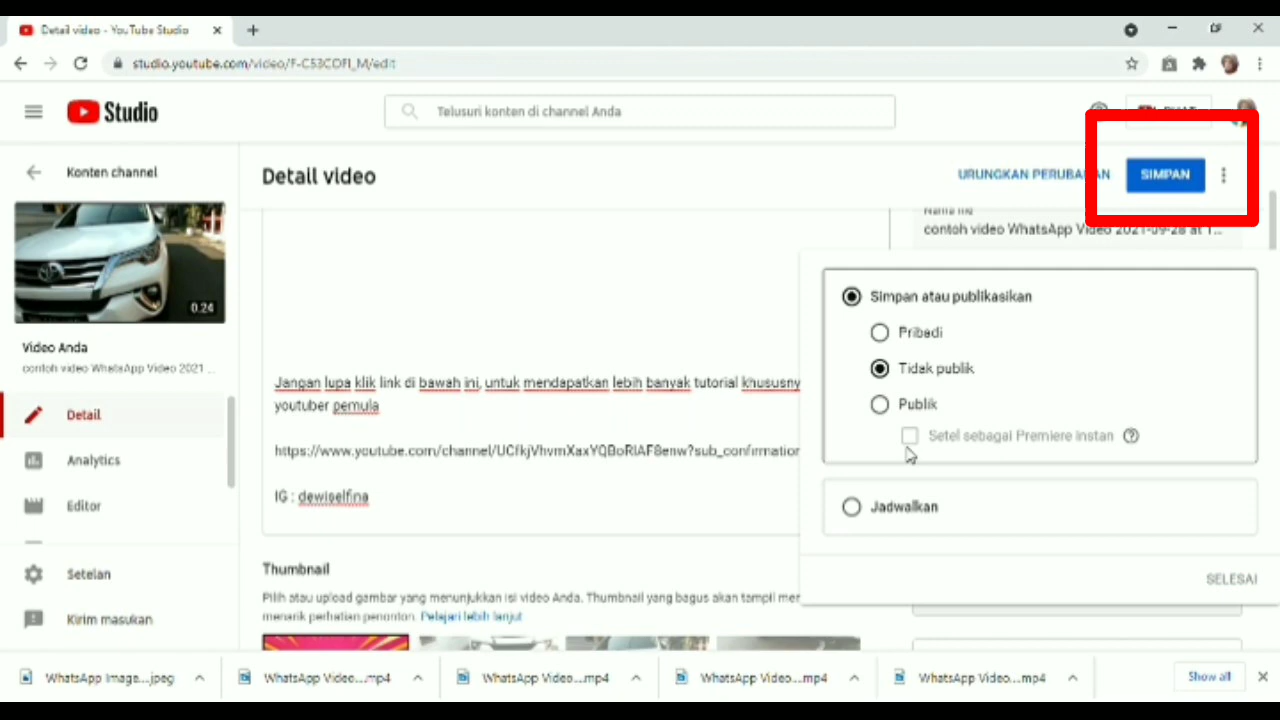 Detail video - YouTube Studio
studio.youtube.com/video/F-C53COFl_M/edit
Studio
Telusuri konten di channel Anda
Konten channel
Detail video
URUNGKAN PERUBAHAN
SIMPAN
contoh video WhatsApp Video 2021-09-28 at 1...
0.24
Video Anda
contoh video WhatsApp Video 2021 ...
Detail
Analytics
Editor
Setelan
Kirim masukan
Jangan lupa klik link di bawah ini, untuk mendapatkan lebih banyak tutorial khususny
youtuber pemula
https://www.youtube.com/channel/UCfkjVhvmXaxYQBoRIAF8enw?sub_confirmation
IG : dewiselfina
Thumbnail
Pilih atau upload gambar yang menunjukkan isi video Anda. Thumbnail yang bagus akan tampil mer
menarik perhatian penonton. Pelajari lebih lanjut
Simpan atau publikasikan
Pribadi
Tidak publik
Publik
Setel sebagai Premiere instan
Jadwalkan
SELESAI
WhatsApp Image....jpeg
WhatsApp Video....mp4
WhatsApp Video....mp4
WhatsApp Video....mp4
WhatsApp Video....mp4
Show all